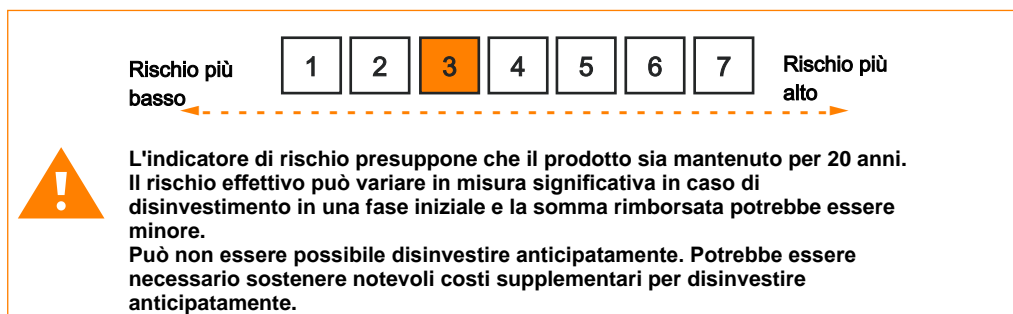 Rischio più basso
1 2 3 4 5 6 7
Rischio più alto
!
L'indicatore di rischio presuppone che il prodotto sia mantenuto per 20 anni.
Il rischio effettivo può variare in misura significativa in caso di
disinvestimento in una fase iniziale e la somma rimborsata potrebbe essere
minore.
Può non essere possibile disinvestire anticipatamente. Potrebbe essere
necessario sostenere notevoli costi supplementari per disinvestire
anticipatamente.